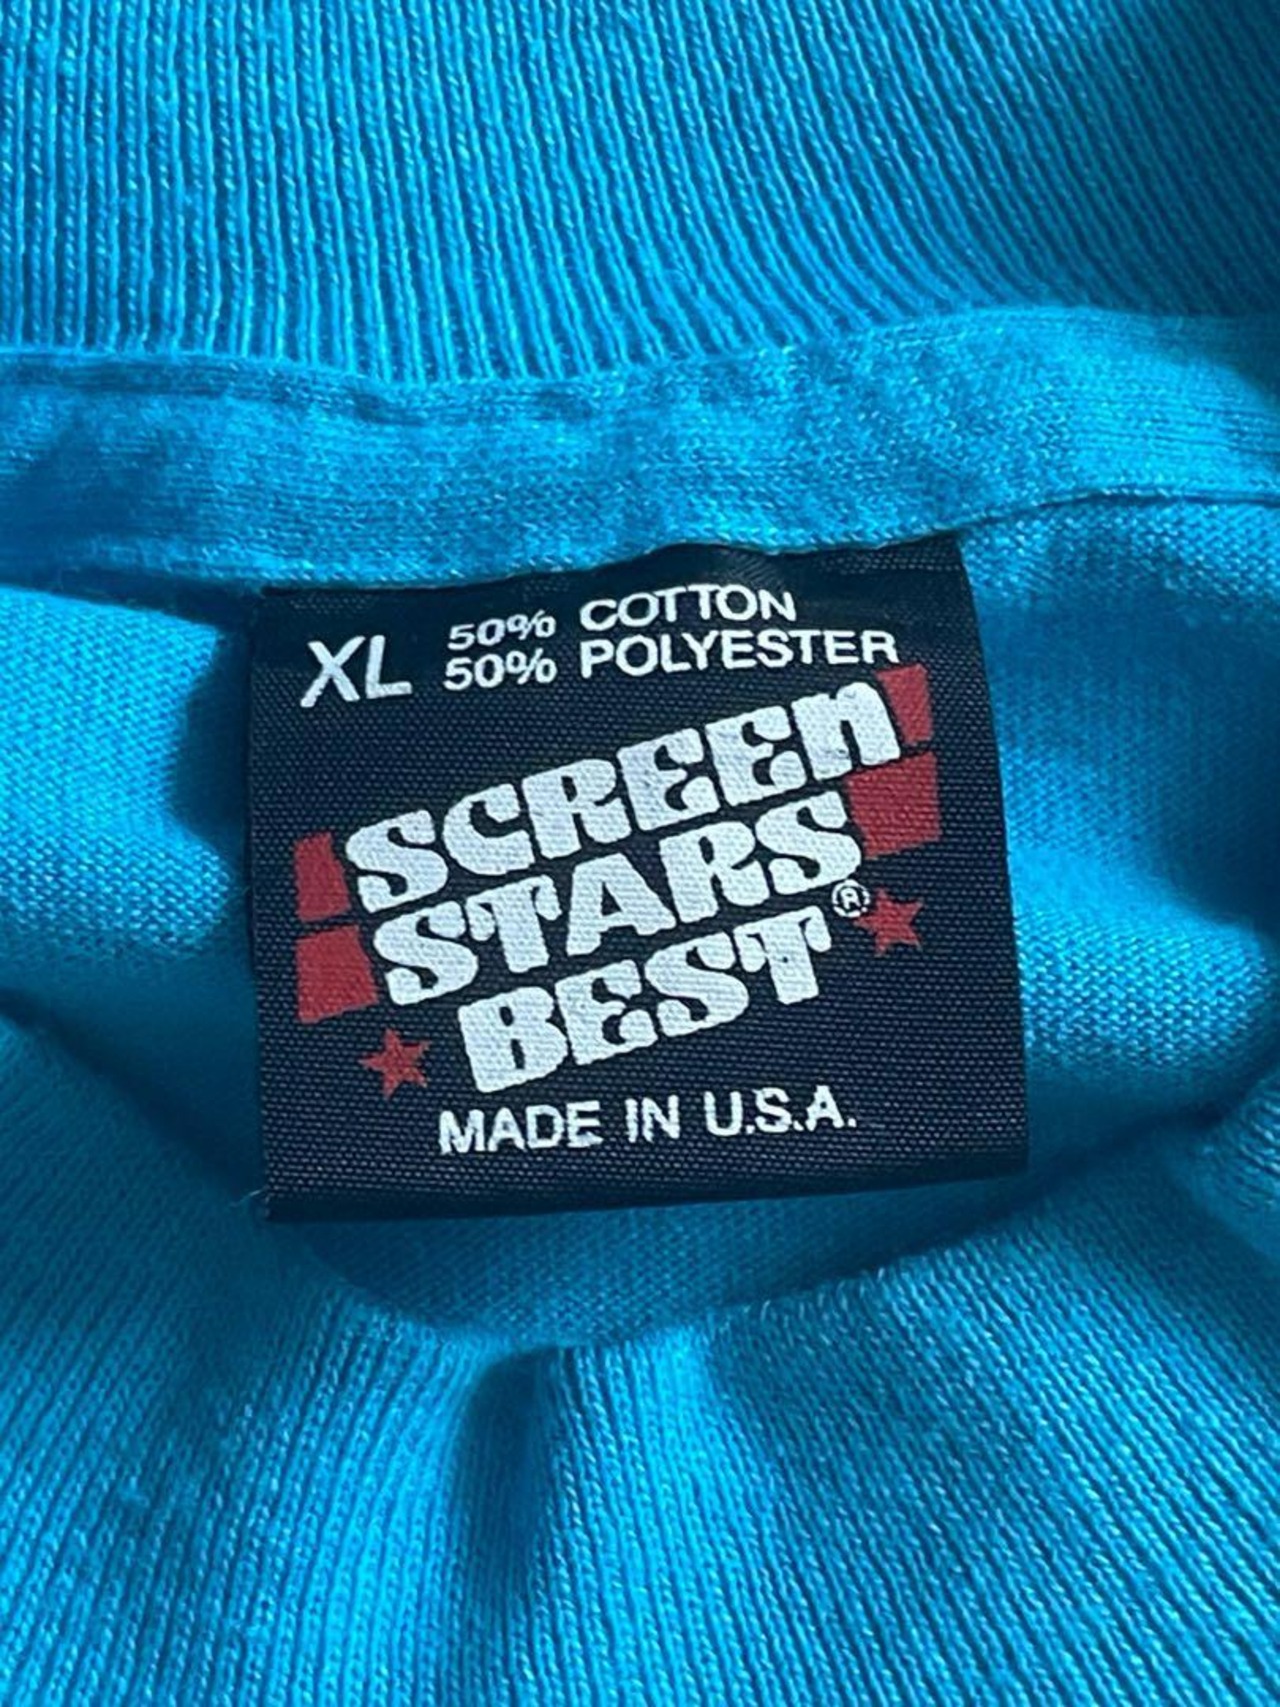 XL 50% COTTON
50% POLYESTER
SCREEn
STARS
BEST®
MADE IN U.S.A.